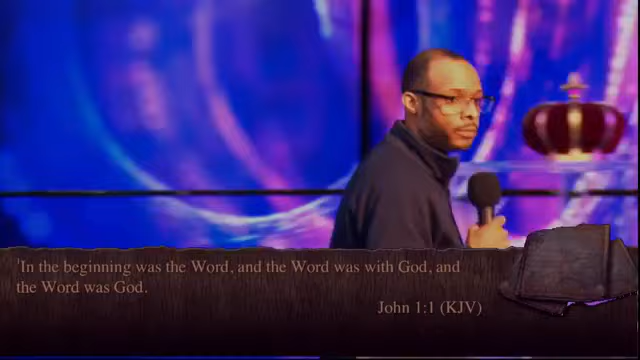 'In the beginning was the Word, and the Word was with God, and
the Word was God.
John 1:1 (KJV)